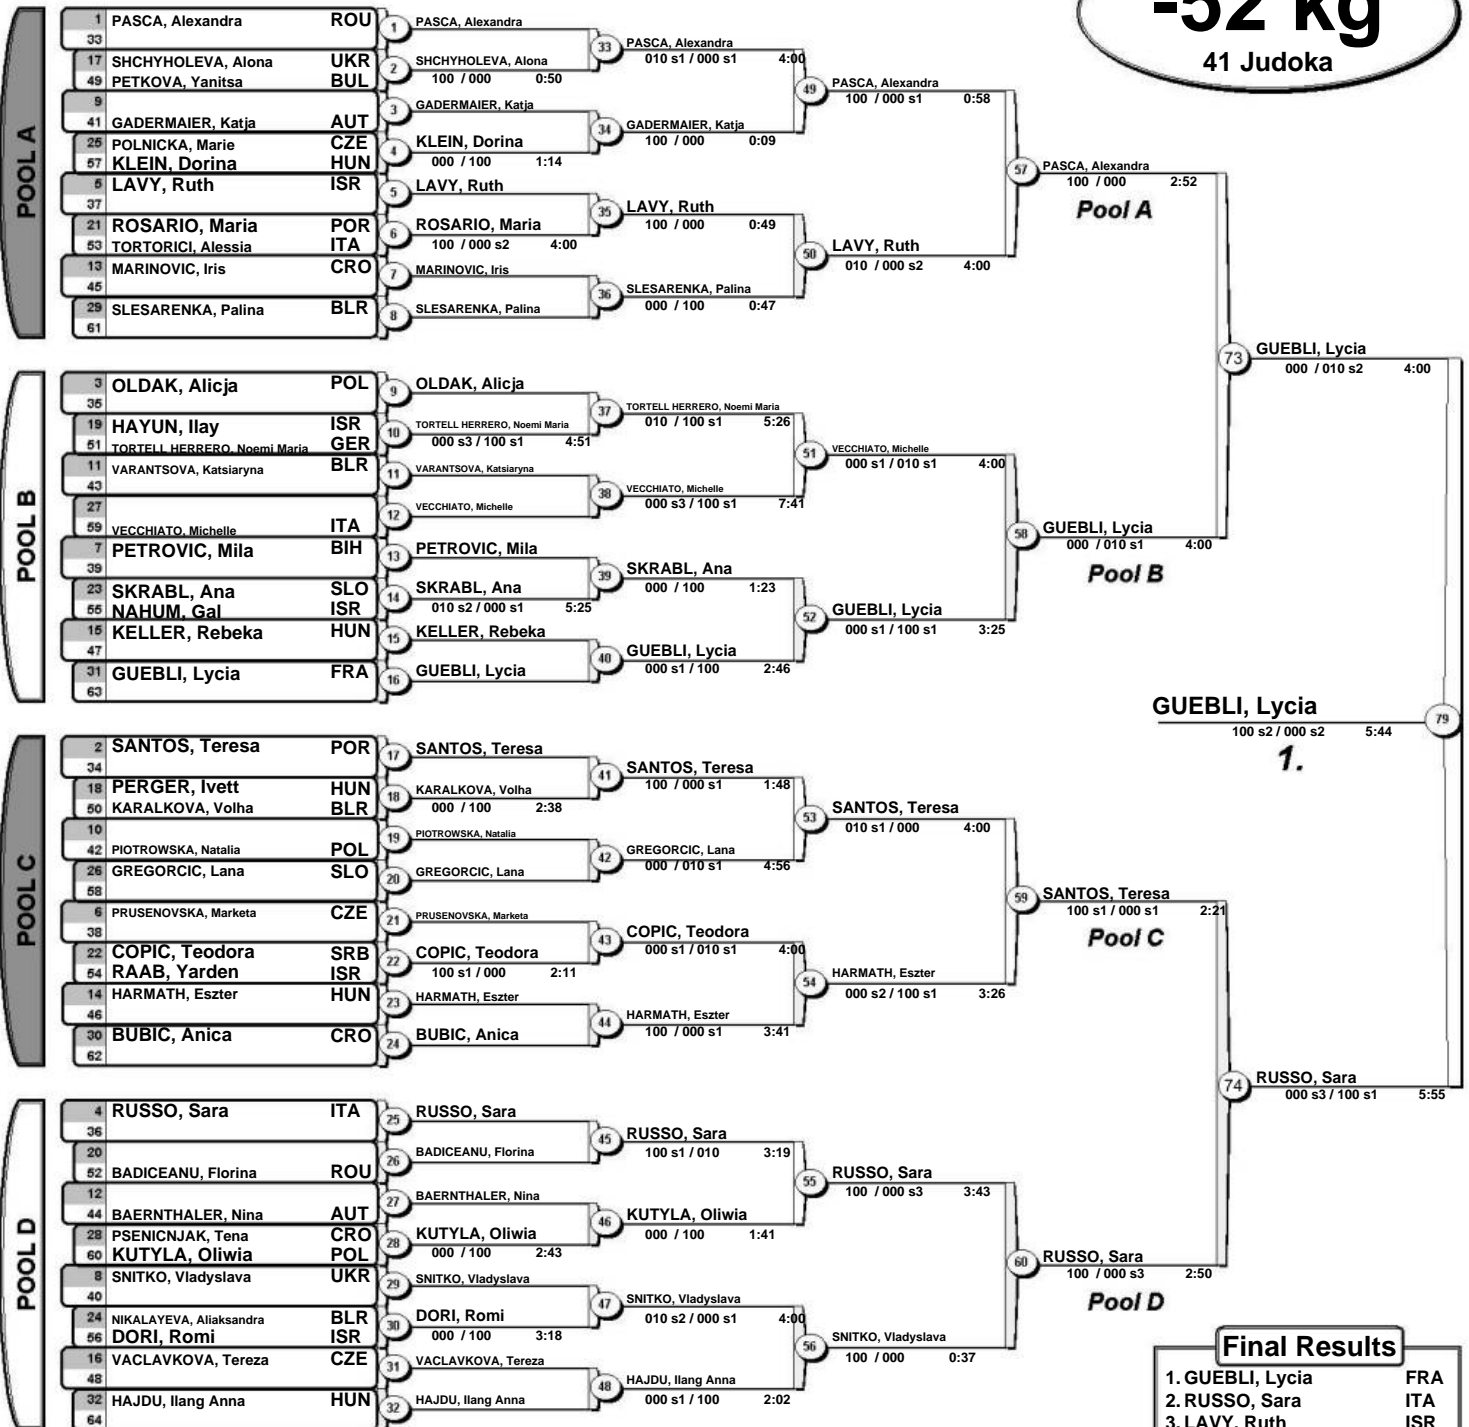 -52 kg
41 Judoka
POOL A
1 PASCA, Alexandra ROU
33
17 SHCHYHOLEVA, Alona UKR
49 PETKOVA, Yanitsa BUL
9
41 GADERMAIER, Katja AUT
25 POLNICKA, Marie CZE
57 KLEIN, Dorina HUN
5 LAVY, Ruth ISR
37
21 ROSARIO, Maria POR
53 TORTORICI, Alessia ITA
13 MARINOVIC, Iris CRO
45
29 SLESARENKA, Palina BLR
61
1 PASCA, Alexandra
2 SHCHYHOLEVA, Alona
100 / 000 0:50
3 GADERMAIER, Katja
4 KLEIN, Dorina
000 / 100 1:14
5 LAVY, Ruth
6 ROSARIO, Maria
100 / 000 s2 4:00
7 MARINOVIC, Iris
8 SLESARENKA, Palina
33 PASCA, Alexandra
010 s1 / 000 s1 4:00
34 GADERMAIER, Katja
100 / 000 0:09
35 LAVY, Ruth
100 / 000 0:49
36 SLESARENKA, Palina
000 / 100 0:47
49 PASCA, Alexandra
100 / 000 s1 0:58
50 LAVY, Ruth
010 / 000 s2 4:00
57 PASCA, Alexandra
100 / 000 2:52
Pool A
POOL B
3 OLDAK, Alicja POL
35
19 HAYUN, Ilay ISR
51 TORTELL HERRERO, Noemi Maria GER
11 VARANTSOVA, Katsiaryna BLR
43
27
59 VECCHIATO, Michelle ITA
7 PETROVIC, Mila BIH
39
23 SKRABL, Ana SLO
55 NAHUM, Gal ISR
15 KELLER, Rebeka HUN
47
31 GUEBLI, Lycia FRA
63
9 OLDAK, Alicja
10 TORTELL HERRERO, Noemi Maria
000 s3 / 100 s1 4:51
11 VARANTSOVA, Katsiaryna
12 VECCHIATO, Michelle
13 PETROVIC, Mila
14 SKRABL, Ana
010 s2 / 000 s1 5:25
15 KELLER, Rebeka
16 GUEBLI, Lycia
37 TORTELL HERRERO, Noemi Maria
010 / 100 s1 5:26
38 VECCHIATO, Michelle
000 s3 / 100 s1 7:41
39 SKRABL, Ana
000 / 100 1:23
40 GUEBLI, Lycia
000 s1 / 100 2:46
51 VECCHIATO, Michelle
000 s1 / 010 s1 4:00
52 GUEBLI, Lycia
000 s1 / 100 s1 3:25
58 GUEBLI, Lycia
000 / 010 s1 4:00
Pool B
73 GUEBLI, Lycia
000 / 010 s2 4:00
GUEBLI, Lycia 79
100 s2 / 000 s2 5:44
1.
POOL C
2 SANTOS, Teresa POR
34
18 PERGER, Ivett HUN
50 KARALKOVA, Volha BLR
10
42 PIOTROWSKA, Natalia POL
26 GREGORCIC, Lana SLO
58
6 PRUSENOVSKA, Marketa CZE
38
22 COPIC, Teodora SRB
54 RAAB, Yarden ISR
14 HARMATH, Eszter HUN
46
30 BUBIC, Anica CRO
62
17 SANTOS, Teresa
18 KARALKOVA, Volha
000 / 100 2:38
19 PIOTROWSKA, Natalia
20 GREGORCIC, Lana
21 PRUSENOVSKA, Marketa
22 COPIC, Teodora
100 s1 / 000 2:11
23 HARMATH, Eszter
24 BUBIC, Anica
41 SANTOS, Teresa
100 / 000 s1 1:48
42 GREGORCIC, Lana
000 / 010 s1 4:56
43 COPIC, Teodora
000 s1 / 010 s1 4:00
44 HARMATH, Eszter
100 / 000 s1 3:41
53 SANTOS, Teresa
010 s1 / 000 4:00
54 HARMATH, Eszter
000 s2 / 100 s1 3:26
59 SANTOS, Teresa
100 s1 / 000 s1 2:21
Pool C
74 RUSSO, Sara
000 s3 / 100 s1 5:55
POOL D
4 RUSSO, Sara ITA
36
20
52 BADICEANU, Florina ROU
12
44 BAERNTHALER, Nina AUT
28 PSENICNJAK, Tena CRO
60 KUTYLA, Oliwia POL
8 SNITKO, Vladyslava UKR
40
24 NIKALAYEVA, Aliaksandra BLR
56 DORI, Romi ISR
16 VACLAVKOVA, Tereza CZE
48
32 HAJDU, Ilang Anna HUN
64
25 RUSSO, Sara
26 BADICEANU, Florina
27 BAERNTHALER, Nina
28 KUTYLA, Oliwia
000 / 100 2:43
29 SNITKO, Vladyslava
30 DORI, Romi
000 / 100 3:18
31 VACLAVKOVA, Tereza
32 HAJDU, Ilang Anna
45 RUSSO, Sara
100 s1 / 010 3:19
46 KUTYLA, Oliwia
000 / 100 1:41
47 SNITKO, Vladyslava
010 s2 / 000 s1 4:00
48 HAJDU, Ilang Anna
000 s1 / 100 2:02
55 RUSSO, Sara
100 / 000 s3 3:43
56 SNITKO, Vladyslava
100 / 000 0:37
60 RUSSO, Sara
100 / 000 s3 2:50
Pool D
Final Results
1. GUEBLI, Lycia FRA
2. RUSSO, Sara ITA
3. LAVY, Ruth ISR